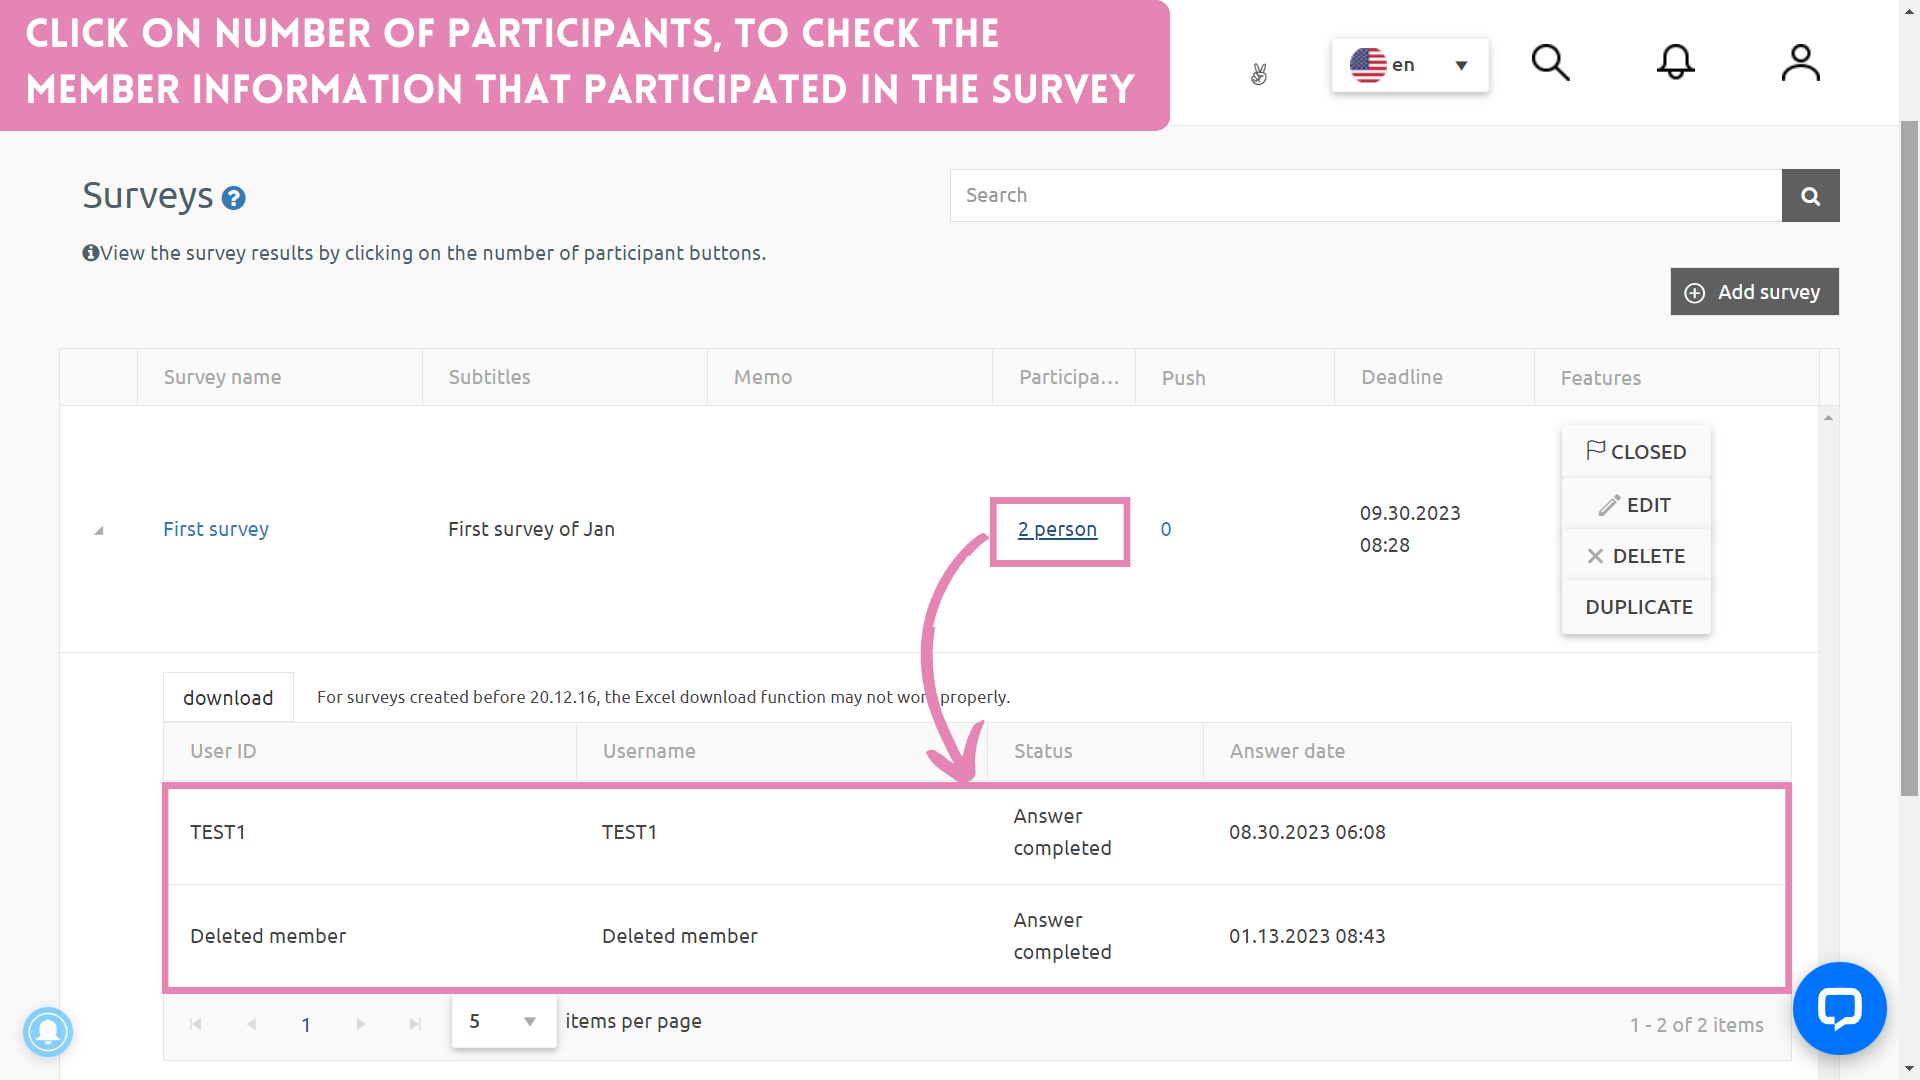 CLICK ON NUMBER OF PARTICIPANTS, TO CHECK THE
MEMBER INFORMATION THAT PARTICIPATED IN THE SURVEY
en
Surveys
Search
View the survey results by clicking on the number of participant buttons.
Add survey
Survey name Subtitles Memo Participa... Push Deadline Features
CLOSED
EDIT
DELETE
DUPLICATE
First survey First survey of Jan 2 person 0 09.30.2023
08:28
download For surveys created before 20.12.16, the Excel download function may not work properly.
User ID Username Status Answer date
TEST1 TEST1 Answer
completed 08.30.2023 06:08
Deleted member Deleted member Answer
completed 01.13.2023 08:43
1 5 items per page 1 - 2 of 2 items